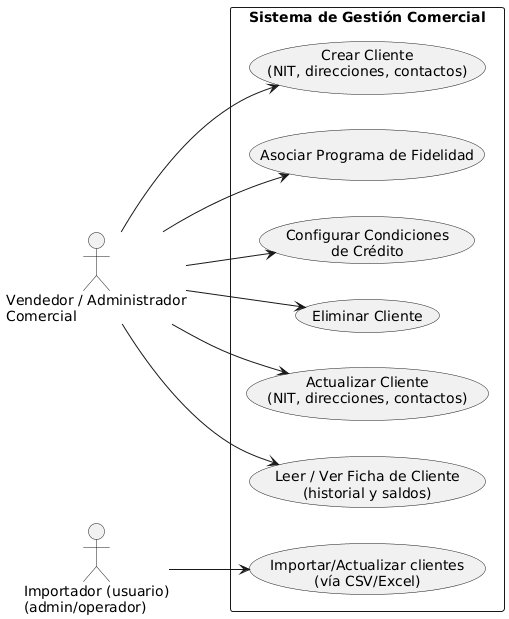 Sistema de Gestión Comercial
Crear Cliente
(NIT, direcciones, contactos)
Asociar Programa de Fidelidad
Configurar Condiciones
de Crédito
Vendedor / Administrador
Comercial
Eliminar Cliente
Actualizar Cliente
(NIT, direcciones, contactos)
Leer / Ver Ficha de Cliente
(historial y saldos)
Importar/Actualizar clientes
(vía CSV/Excel)
Importador (usuario)
(admin/operador)